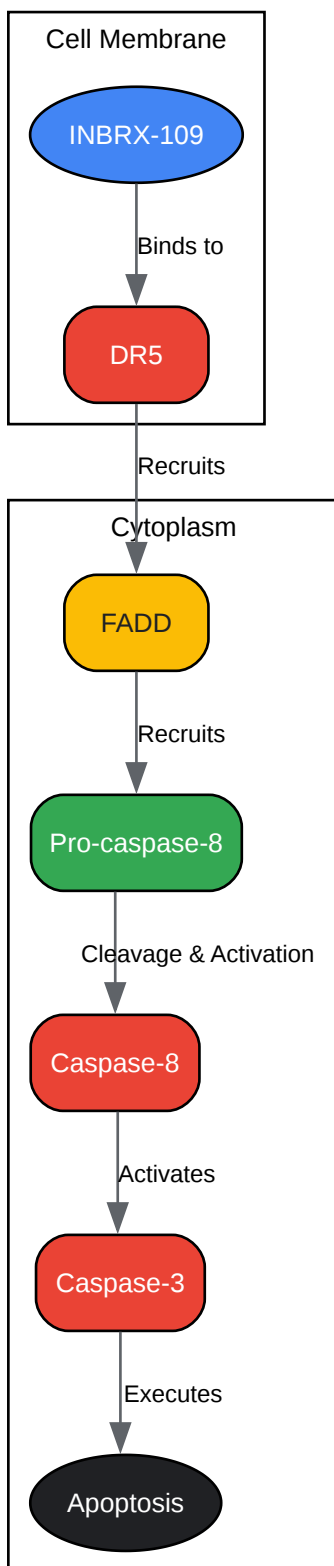 Cell Membrane
INBRX-109
Binds to
DR5
Recruits
Cytoplasm
FADD
Recruits
Pro-caspase-8
Cleavage & Activation
Caspase-8
Activates
Caspase-3
Executes
Apoptosis